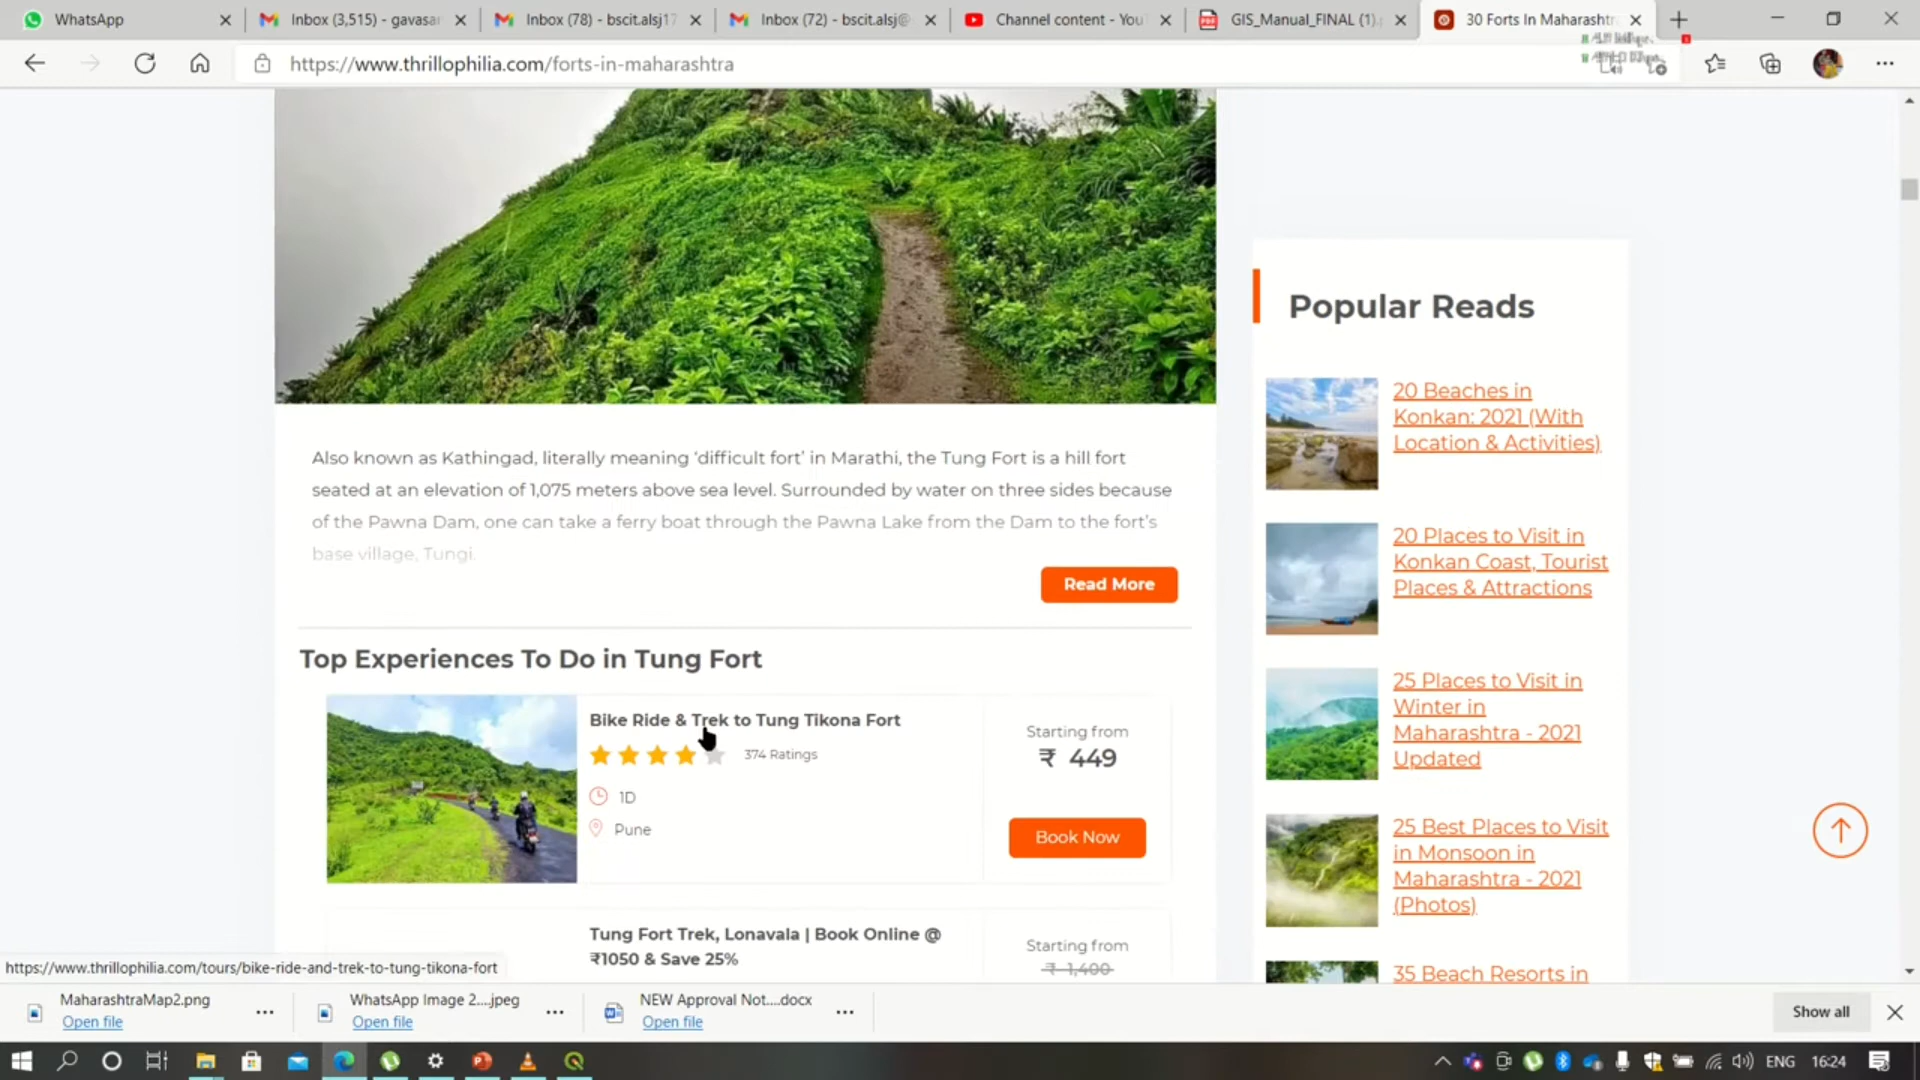 WhatsApp
Inbox (3,515) - gavasar
Inbox (78) - bscit.alsj17
Inbox (72) - bscit.alsj@
Channel content - You
GIS_Manual_FINAL (1).
30 Forts In Maharashtr
https://www.thrillophilia.com/forts-in-maharashtra
Also known as Kathingad, literally meaning ‘difficult fort’ in Marathi, the Tung Fort is a hill fort
seated at an elevation of 1,075 meters above sea level. Surrounded by water on three sides because
of the Pawna Dam, one can take a ferry boat through the Pawna Lake from the Dam to the fort’s
base village, Tungi.
Read More
Top Experiences To Do in Tung Fort
Bike Ride & Trek to Tung Tikona Fort
374 Ratings
1D
Pune
Starting from
₹ 449
Book Now
Tung Fort Trek, Lonavala | Book Online @
₹1050 & Save 25%
Starting from
₹ 1,400
Popular Reads
20 Beaches in
Konkan: 2021 (With
Location & Activities)
20 Places to Visit in
Konkan Coast, Tourist
Places & Attractions
25 Places to Visit in
Winter in
Maharashtra - 2021
Updated
25 Best Places to Visit
in Monsoon in
Maharashtra - 2021
(Photos)
35 Beach Resorts in
https://www.thrillophilia.com/tours/bike-ride-and-trek-to-tung-tikona-fort
MaharashtraMap2.png
Open file
WhatsApp Image 2....jpeg
Open file
NEW Approval Not....docx
Open file
Show all
ENG
16:24